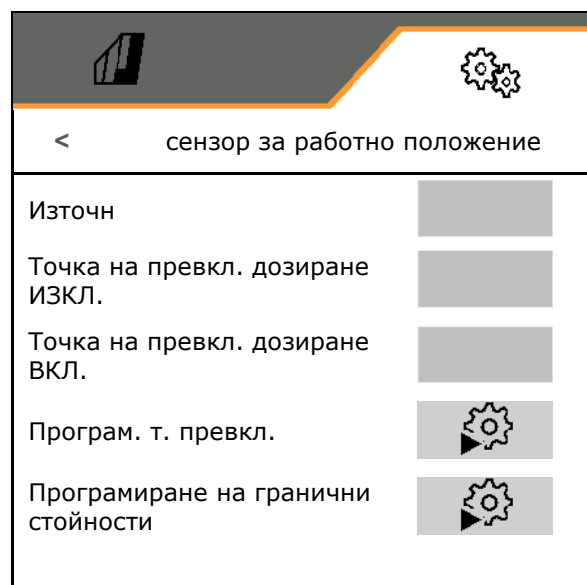 < сензор за работно положение
Източн
Точка на превкл. дозиране
ИЗКЛ.
Точка на превкл. дозиране
ВКЛ.
Програм. т. превкл.
Програмиране на гранични
стойности